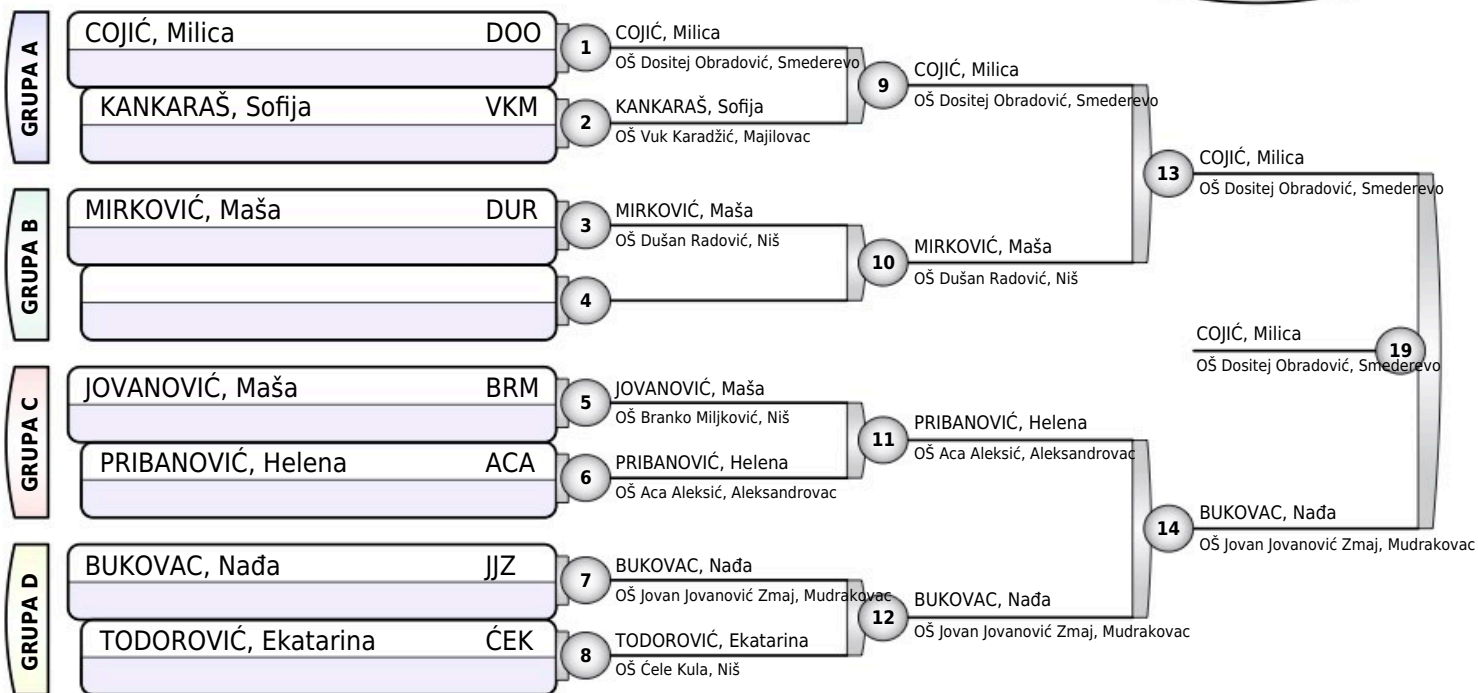 GRUPA A
COJIĆ, Milica DOO
KANKARAŠ, Sofija VKM
GRUPA B
MIRKOVIĆ, Maša DUR
GRUPA C
JOVANOVIĆ, Maša BRM
PRIBANOVIĆ, Helena ACA
GRUPA D
BUKOVAC, Nađa JJZ
TODOROVIĆ, Ekatarina ĆEK
1
COJIĆ, Milica
OŠ Dositej Obradović, Smederevo
2
KANKARAŠ, Sofija
OŠ Vuk Karadžić, Majilovac
3
MIRKOVIĆ, Maša
OŠ Dušan Radović, Niš
4
5
JOVANOVIĆ, Maša
OŠ Branko Miljković, Niš
6
PRIBANOVIĆ, Helena
OŠ Aca Aleksić, Aleksandrovac
7
BUKOVAC, Nađa
OŠ Jovan Jovanović Zmaj, Mudrakovac
8
TODOROVIĆ, Ekatarina
OŠ Ćele Kula, Niš
9
COJIĆ, Milica
OŠ Dositej Obradović, Smederevo
10
MIRKOVIĆ, Maša
OŠ Dušan Radović, Niš
11
PRIBANOVIĆ, Helena
OŠ Aca Aleksić, Aleksandrovac
12
BUKOVAC, Nađa
OŠ Jovan Jovanović Zmaj, Mudrakovac
13
COJIĆ, Milica
OŠ Dositej Obradović, Smederevo
14
BUKOVAC, Nađa
OŠ Jovan Jovanović Zmaj, Mudrakovac
19
COJIĆ, Milica
OŠ Dositej Obradović, Smederevo